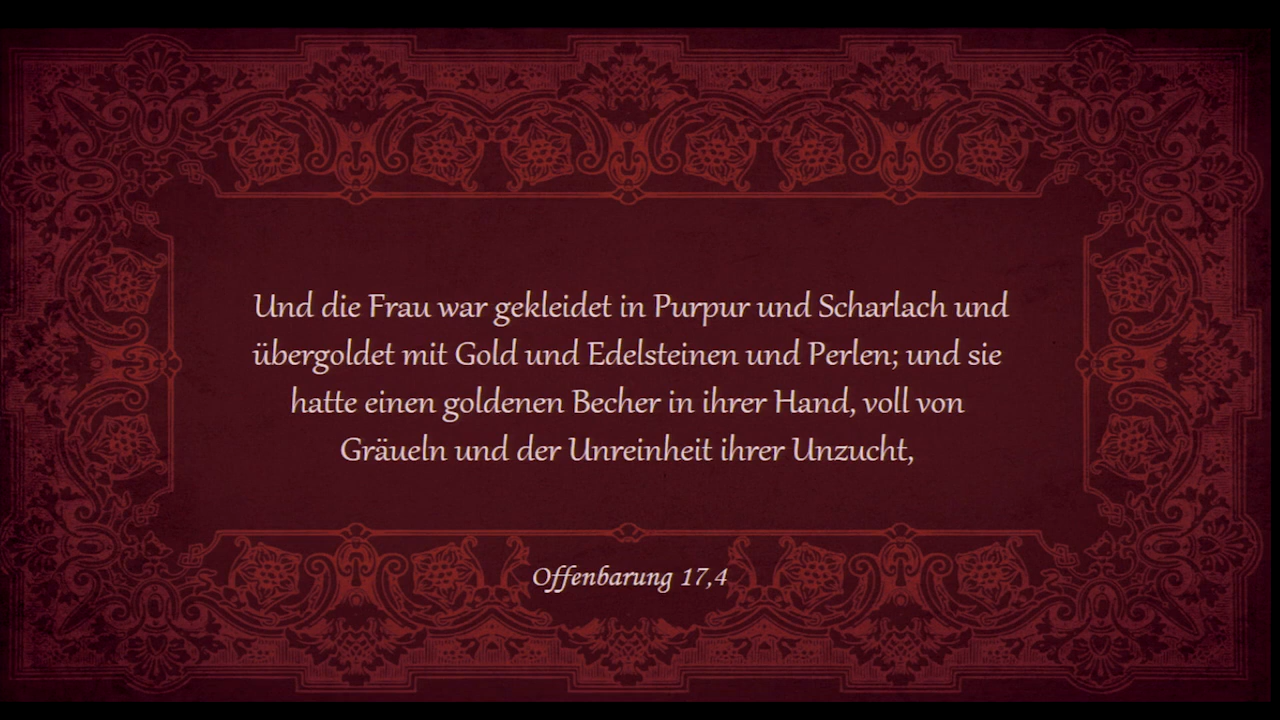 Und die Frau war gekleidet in Purpur und Scharlach und
übergoldet mit Gold und Edelsteinen und Perlen; und sie
hatte einen goldenen Becher in ihrer Hand, voll von
Gräueln und der Unreinheit ihrer Unzucht,
Offenbarung 17,4